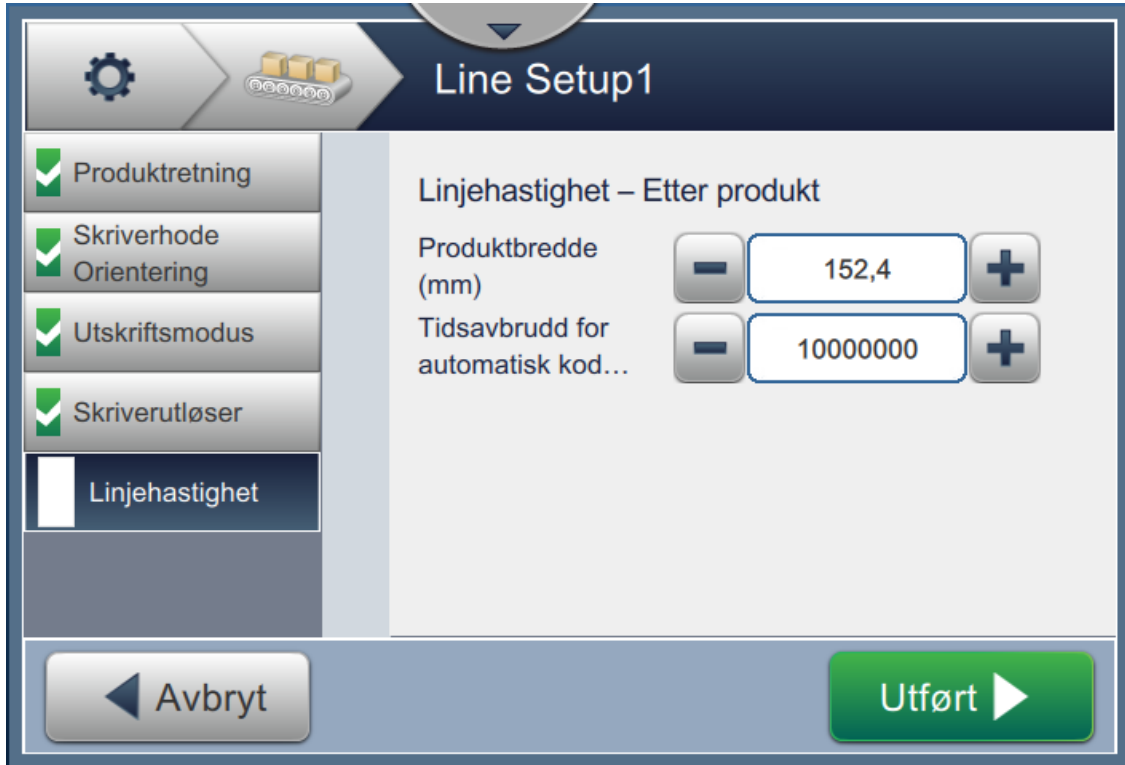 Line Setup1
Produktretning
Skriverhode
Orientering
Utskriftsmodus
Skriverutløser
Linjehastighet
Linjehastighet – Etter produkt
Produktbredde
(mm)
152,4
Tidsavbrudd for
automatisk kod…
10000000
Avbryt
Utført